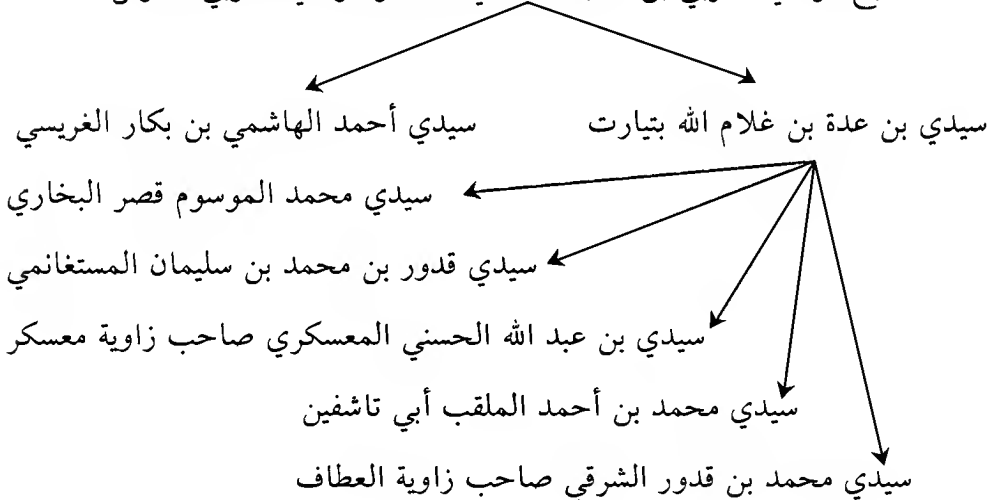 سيدي بن عدة بن غلام الله بتيارت سيدي أحمد الهاشمي بن بكار الغريسي
سيدي محمد الموسوم قصر البخاري
سيدي قدور بن محمد بن سليمان المستغانمي
سيدي بن عبد الله الحسني المعسكري صاحب زاوية معسكر
سيدي محمد بن أحمد الملقب أبي تاشفين
سيدي محمد بن قدور الشرقي صاحب زاوية العطاف